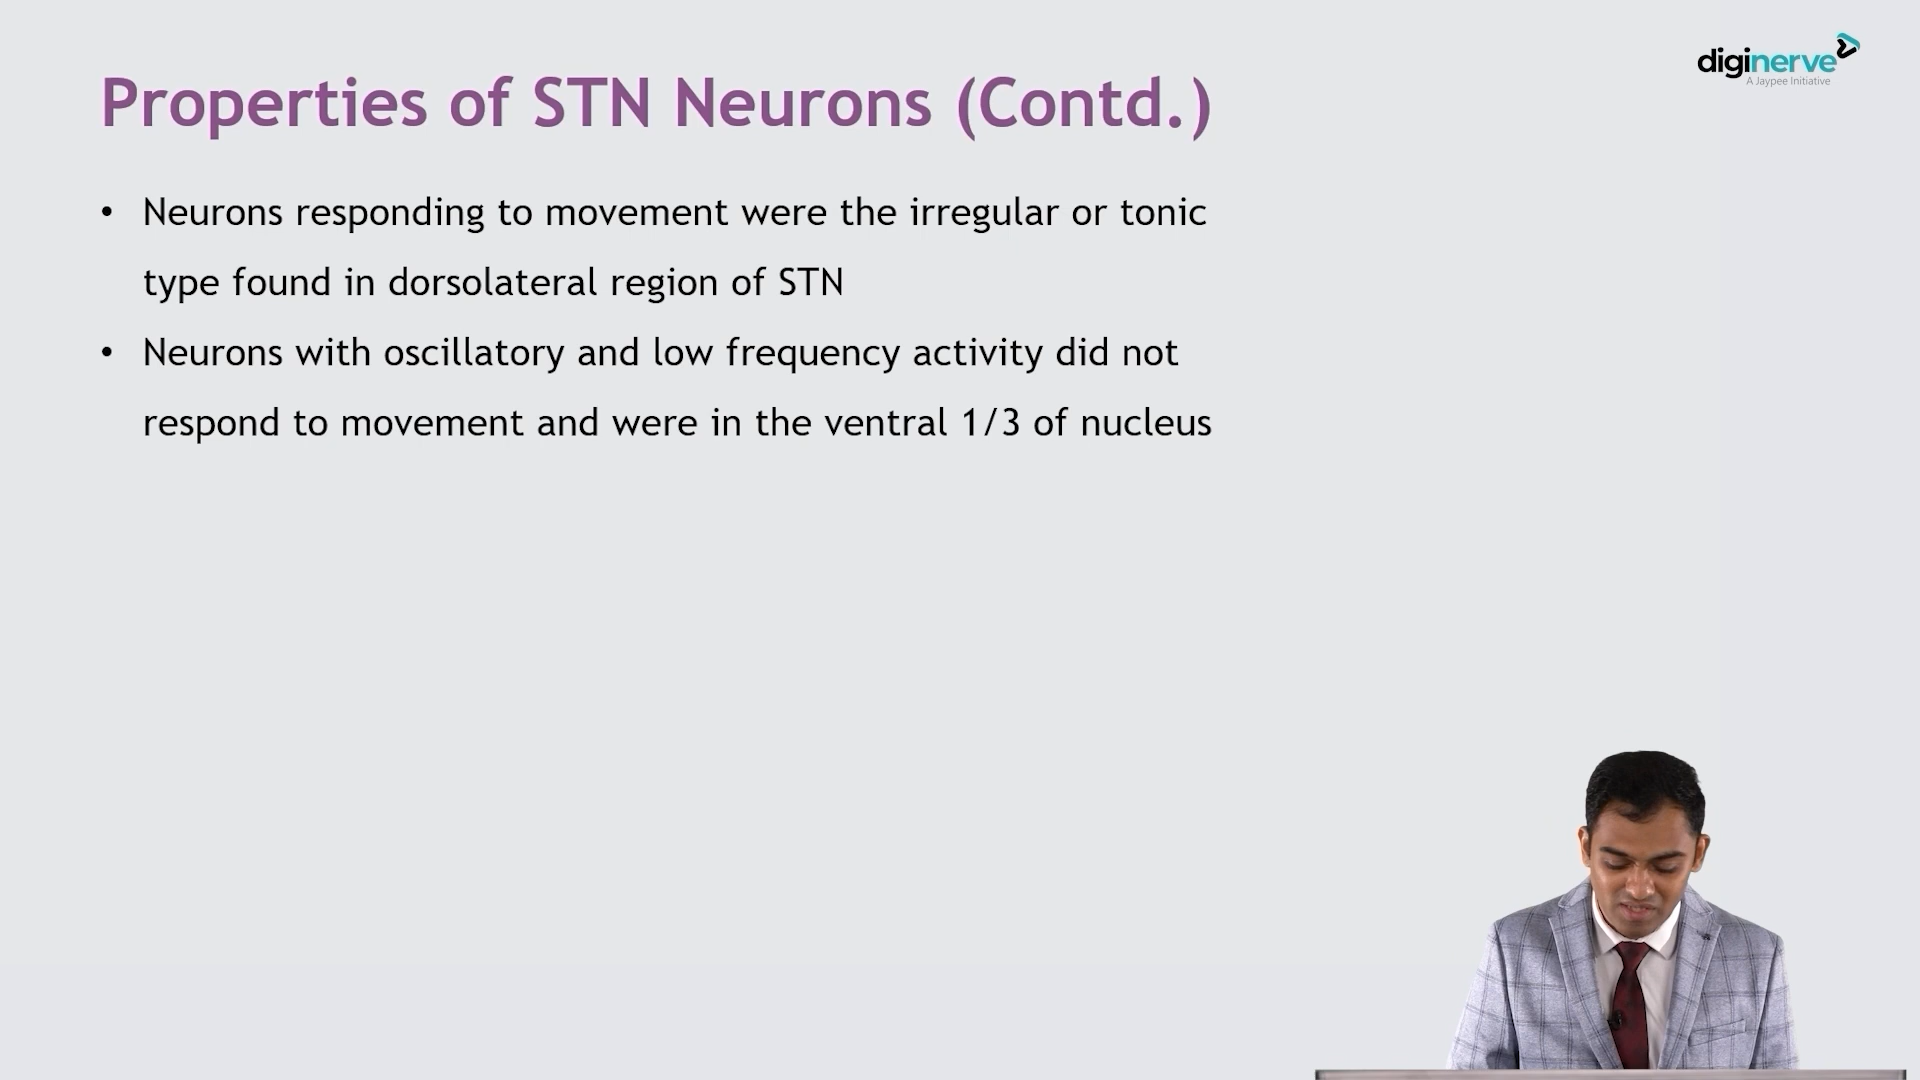 diginerve
A Jaypee Initiative
Properties of STN Neurons (Contd.)
• Neurons responding to movement were the irregular or tonic
type found in dorsolateral region of STN
• Neurons with oscillatory and low frequency activity did not
respond to movement and were in the ventral 1/3 of nucleus